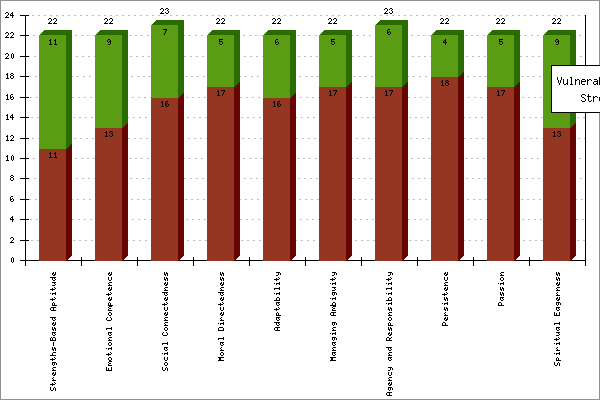 22 22 23 22 22 22 23 22 22 22
24
22
20
18
16
14
12
10
8
6
4
2
0
11 9 7 5 6 5 6 4 5 9
11 13 16 17 16 17 17 18 17 13
Vulnerab
Stre
Strengths-Based Aptitude
Emotional Competence
Social Connectedness
Moral Directedness
Adaptability
Managing Ambiguity
Agency and Responsibility
Persistence
Passion
Spiritual Eagerness